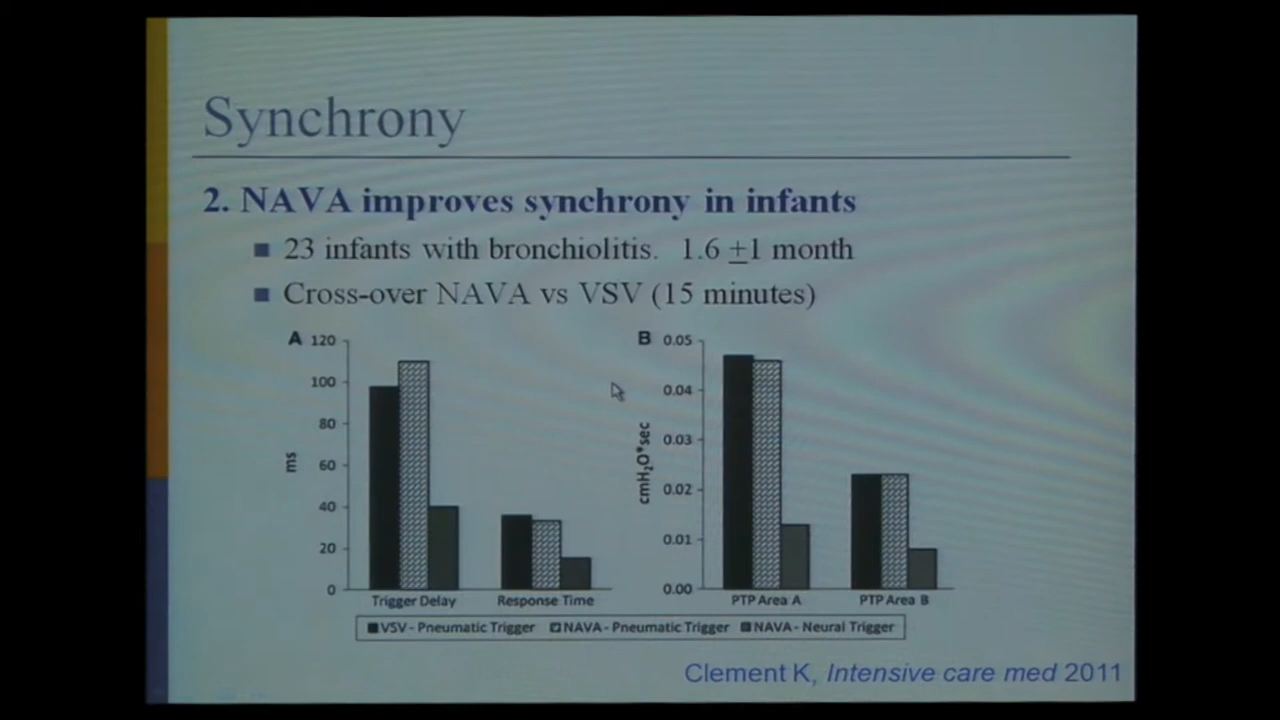 Synchrony
2. NAVA improves synchrony in infants
23 infants with bronchiolitis. 1.6 ±1 month
Cross-over NAVA vs VSV (15 minutes)
A
120
100
80
60
40
20
0
ms
Trigger Delay
Response Time
B
0.05
0.04
0.03
0.02
0.01
0.00
cmH₂O*sec
PTP Area A
PTP Area B
VSV - Pneumatic Trigger NAVA - Pneumatic Trigger NAVA - Neural Trigger
Clement K, Intensive care med 2011